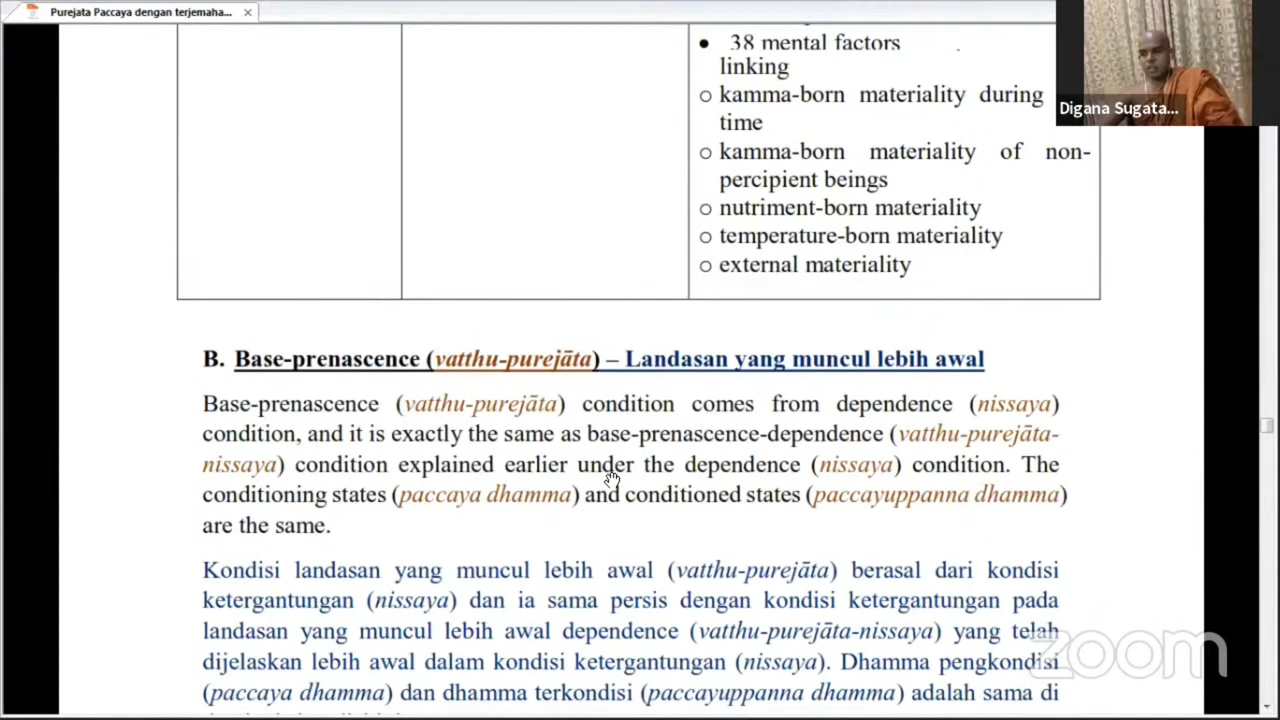 Purejata Paccaya dengan terjemaha...
• 38 mental factors
linking
o kamma-born materiality during
time
o kamma-born materiality of non-
percipient beings
o nutriment-born materiality
o temperature-born materiality
o external materiality
Digana Sugata...
B. Base-prenascence (vatthu-purejāta) – Landasan yang muncul lebih awal
Base-prenascence (vatthu-purejāta) condition comes from dependence (nissaya)
condition, and it is exactly the same as base-prenascence-dependence (vatthu-purejāta-
nissaya) condition explained earlier under the dependence (nissaya) condition. The
conditioning states (paccaya dhamma) and conditioned states (paccayuppanna dhamma)
are the same.
Kondisi landasan yang muncul lebih awal (vatthu-purejāta) berasal dari kondisi
ketergantungan (nissaya) dan ia sama persis dengan kondisi ketergantungan pada
landasan yang muncul lebih awal dependence (vatthu-purejāta-nissaya) yang telah
dijelaskan lebih awal dalam kondisi ketergantungan (nissaya). Dhamma pengkondisi
(paccaya dhamma) dan dhamma terkondisi (paccayuppanna dhamma) adalah sama di
zoom